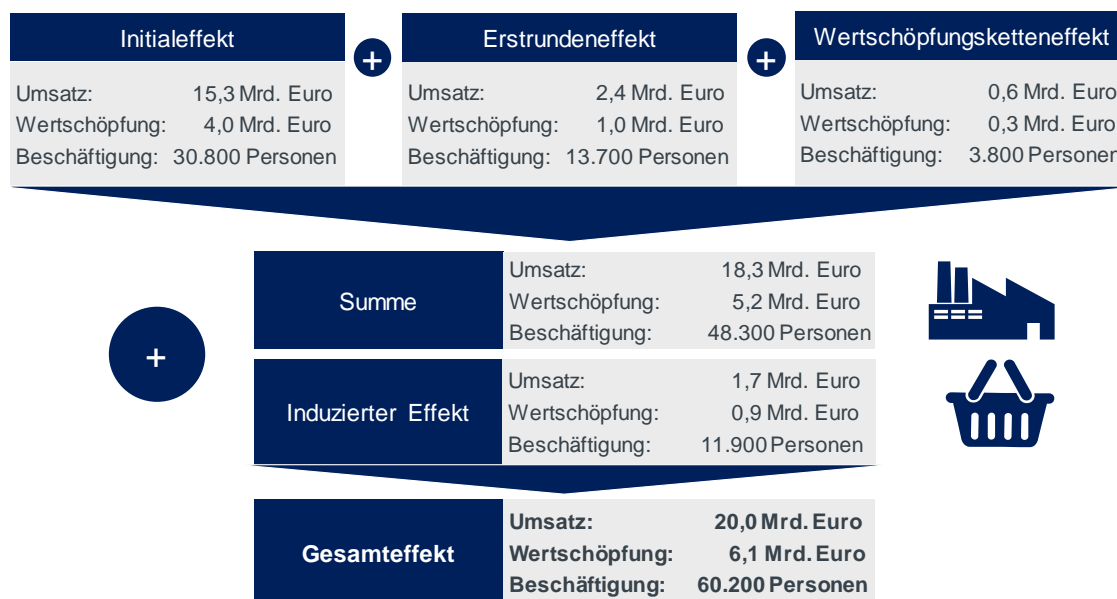 Initialeffekt
Umsatz: 15,3 Mrd. Euro
Wertschöpfung: 4,0 Mrd. Euro
Beschäftigung: 30.800 Personen
+
Erstrundeneffekt
Umsatz: 2,4 Mrd. Euro
Wertschöpfung: 1,0 Mrd. Euro
Beschäftigung: 13.700 Personen
+
Wertschöpfungsketteneffekt
Umsatz: 0,6 Mrd. Euro
Wertschöpfung: 0,3 Mrd. Euro
Beschäftigung: 3.800 Personen
+
Summe
Umsatz: 18,3 Mrd. Euro
Wertschöpfung: 5,2 Mrd. Euro
Beschäftigung: 48.300 Personen
Induzierter Effekt
Umsatz: 1,7 Mrd. Euro
Wertschöpfung: 0,9 Mrd. Euro
Beschäftigung: 11.900 Personen
Gesamteffekt
Umsatz: 20,0 Mrd. Euro
Wertschöpfung: 6,1 Mrd. Euro
Beschäftigung: 60.200 Personen